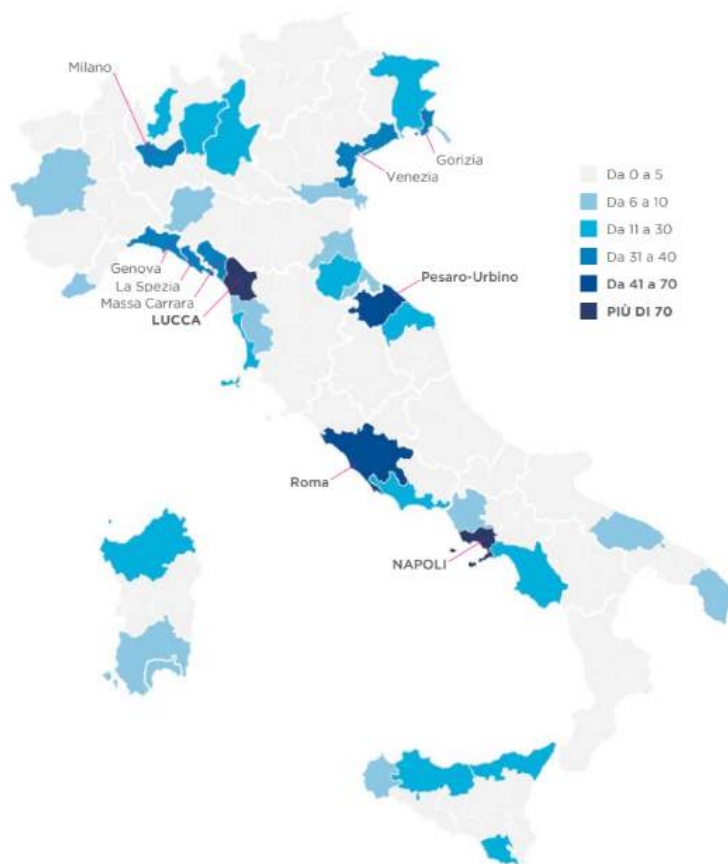 Milano
Gorizia
Venezia
Da 0 a 5
Da 6 a 10
Da 11 a 30
Da 31 a 40
Da 41 a 70
PIÙ DI 70
Genova
La Spezia
Massa Carrara
LUCCA
Pesaro-Urbino
Roma
NAPOLI